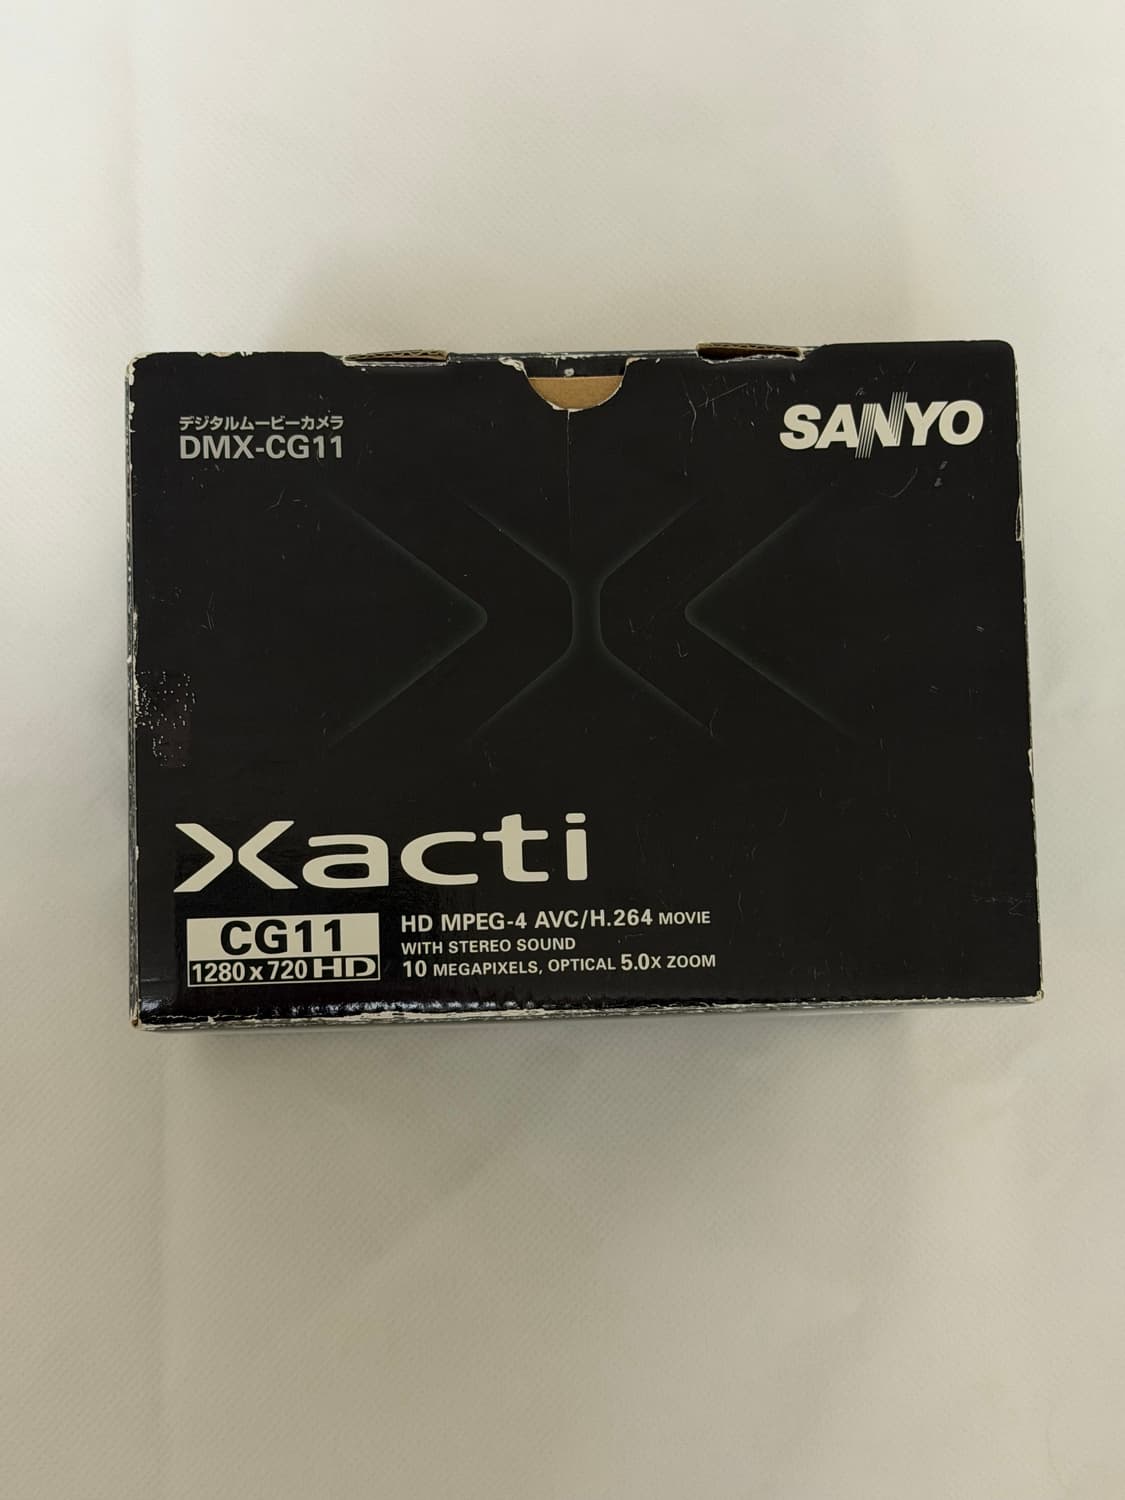 デジタルムービーカメラ
DMX-CG11
SANYO
Xacti
CG11
1280 x 720 HD
HD MPEG-4 AVC/H.264 MOVIE
WITH STEREO SOUND
10 MEGAPIXELS, OPTICAL 5.0X ZOOM